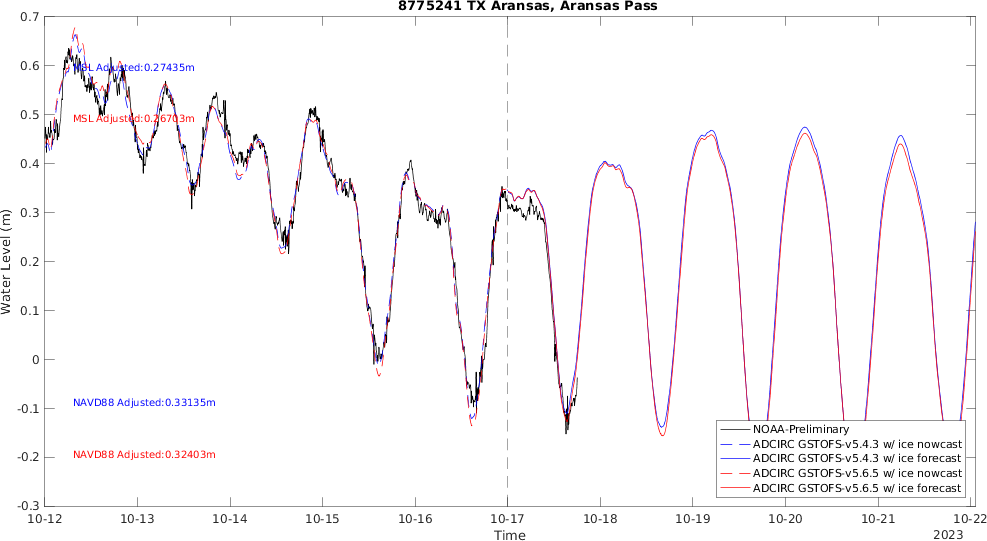 8775241 TX Aransas, Aransas Pass
0.7
0.6
0.5
0.4
0.3
0.2
0.1
0
-0.1
-0.2
-0.3
Water Level (m)
MSL Adjusted:0.27435m
MSL Adjusted:0.26703m
NAVD88 Adjusted:0.33135m
NAVD88 Adjusted:0.32403m
NOAA-Preliminary
ADCIRC GSTOFS-v5.4.3 w/ ice nowcast
ADCIRC GSTOFS-v5.4.3 w/ ice forecast
ADCIRC GSTOFS-v5.6.5 w/ ice nowcast
ADCIRC GSTOFS-v5.6.5 w/ ice forecast
10-12 10-13 10-14 10-15 10-16 10-17 10-18 10-19 10-20 10-21 10-22
Time
2023